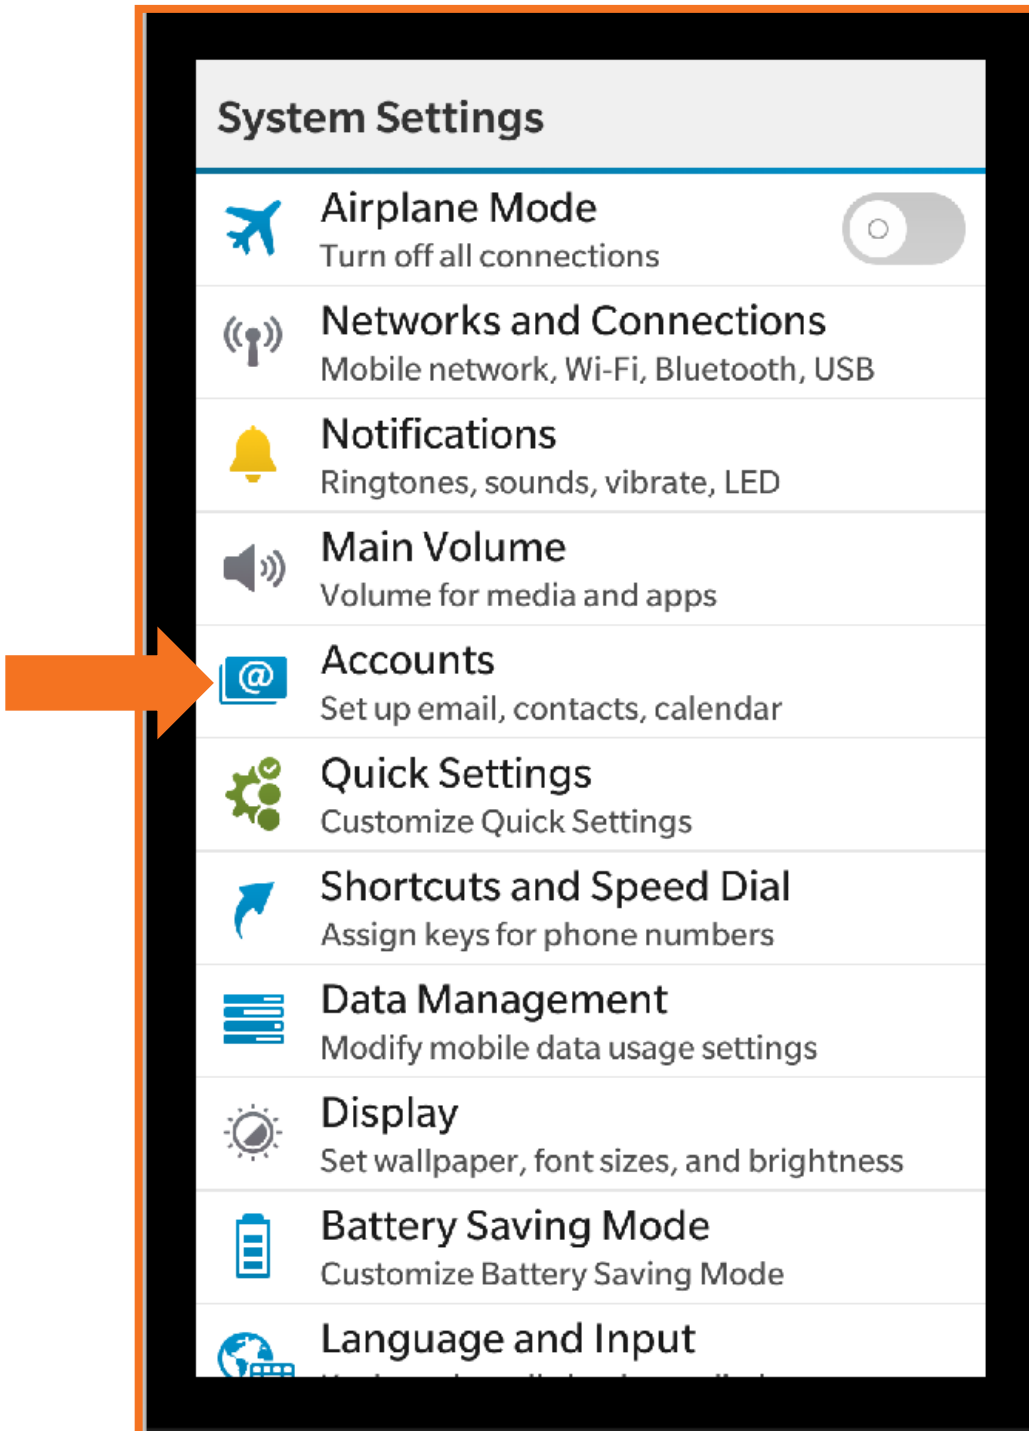 System Settings
Airplane Mode
Turn off all connections
Networks and Connections
Mobile network, Wi-Fi, Bluetooth, USB
Notifications
Ringtones, sounds, vibrate, LED
Main Volume
Volume for media and apps
@
Accounts
Set up email, contacts, calendar
Quick Settings
Customize Quick Settings
Shortcuts and Speed Dial
Assign keys for phone numbers
Data Management
Modify mobile data usage settings
Display
Set wallpaper, font sizes, and brightness
Battery Saving Mode
Customize Battery Saving Mode
Language and Input